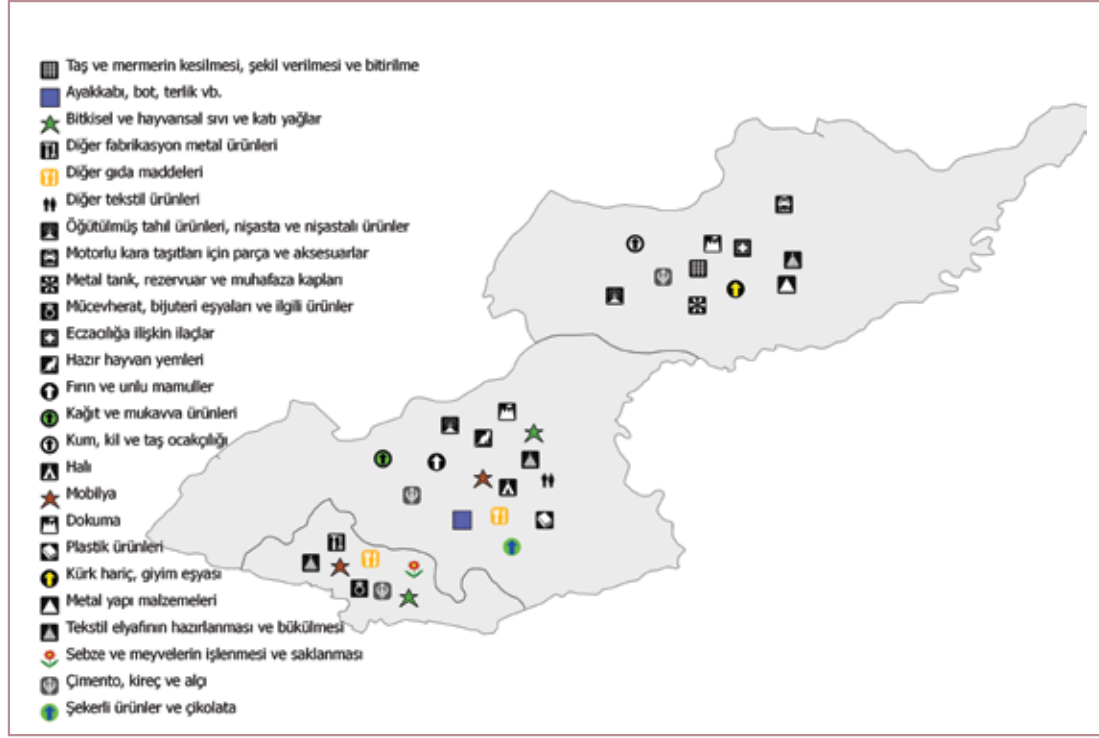 Taş ve mermerin kesilmesi, şekil verilmesi ve bitirilme
Ayakkabı, bot, terlik vb.
Bitkisel ve hayvansal sıvı ve katı yağlar
Diğer fabrikasyon metal ürünleri
Diğer gıda maddeleri
Diğer tekstil ürünleri
Öğütülmüş tahıl ürünleri, nişasta ve nişastalı ürünler
Motorlu kara taşıtları için parça ve aksesuarlar
Metal tank, rezervuar ve muhafaza kapları
Mücevherat, bijuteri eşyaları ve ilgili ürünler
Eczacılığa ilişkin ilaçlar
Hazır hayvan yemleri
Fırın ve unlu mamuller
Kağıt ve mukavva ürünleri
Kum, kil ve taş ocakçılığı
Halı
Mobilya
Dokuma
Plastik ürünleri
Kürk hariç, giyim eşyası
Metal yapı malzemeleri
Tekstil elyafının hazırlanması ve bükülmesi
Sebze ve meyvelerin işlenmesi ve saklanması
Çimento, kireç ve alçı
Şekerli ürünler ve çikolata